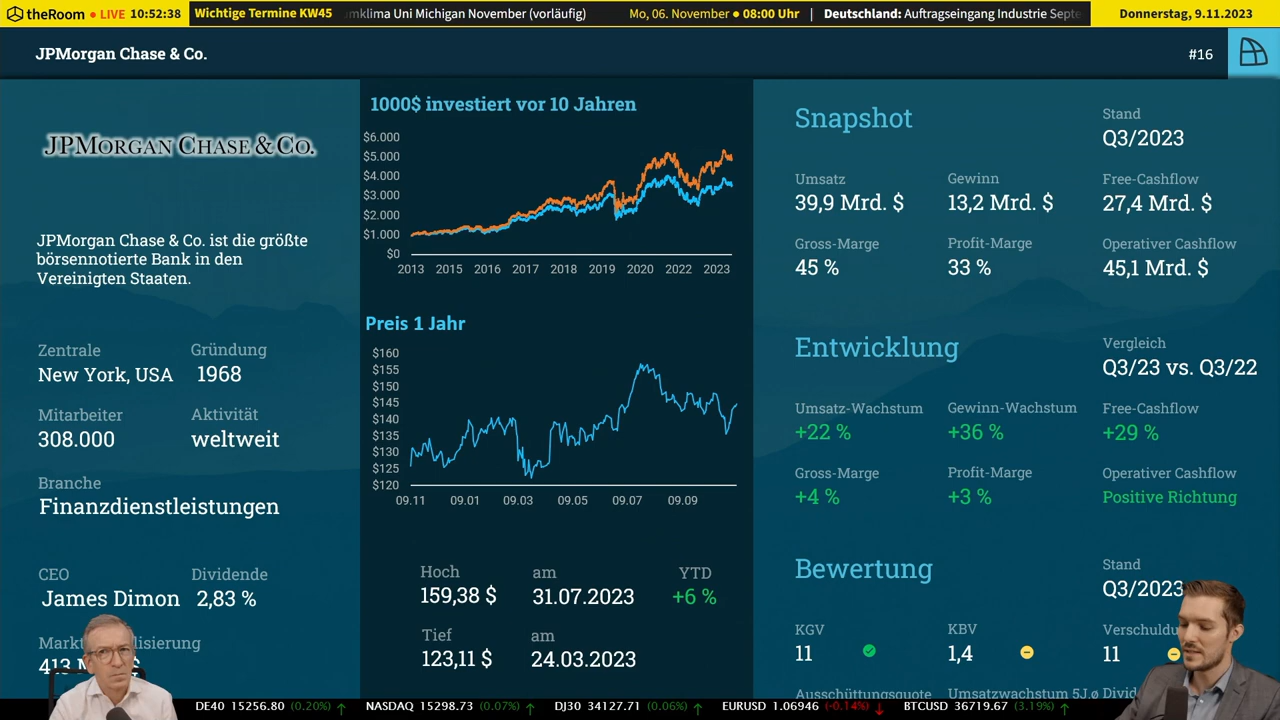 theRoom ● LIVE 10:52:38
Wichtige Termine KW45
klima Uni Michigan November (vorläufig)
Mo, 06. November ● 08:00 Uhr | Deutschland: Auftragseingang Industrie Septe
Donnerstag, 9.11.2023
JPMorgan Chase & Co.
#16
JPMORGAN CHASE & CO.
JPMorgan Chase & Co. ist die größte
börsennotierte Bank in den
Vereinigten Staaten.
Zentrale Gründung
New York, USA 1968
Mitarbeiter Aktivität
308.000 weltweit
Branche
Finanzdienstleistungen
CEO Dividende
James Dimon 2,83 %
1000$ investiert vor 10 Jahren
$6.000
$5.000
$4.000
$3.000
$2.000
$1.000
$0
2013 2015 2016 2017 2018 2019 2020 2022 2023
Preis 1 Jahr
$160
$155
$150
$145
$140
$135
$130
$125
$120
09.11 09.01 09.03 09.05 09.07 09.09
Hoch am YTD
159,38 $ 31.07.2023 +6 %
Tief am
123,11 $ 24.03.2023
Snapshot
Stand
Q3/2023
Umsatz Gewinn Free-Cashflow
39,9 Mrd. $ 13,2 Mrd. $ 27,4 Mrd. $
Gross-Marge Profit-Marge Operativer Cashflow
45 % 33 % 45,1 Mrd. $
Entwicklung
Vergleich
Q3/23 vs. Q3/22
Umsatz-Wachstum Gewinn-Wachstum Free-Cashflow
+22 % +36 % +29 %
Gross-Marge Profit-Marge Operativer Cashflow
+4 % +3 % Positive Richtung
Bewertung
Stand
Q3/2023
KGV KBV Verschuldu
11 1,4 11
Ausschüttungsquote Umsatzwachstum 5J.ø Divid
DE40 15256.80 (0.20%) ↑ NASDAQ 15298.73 (0.07%) ↑ DJ30 34127.71 (0.06%) ↑ EURUSD 1.06946 (-0.14%) ↓ BTCUSD 36719.67 (3.19%) ↑